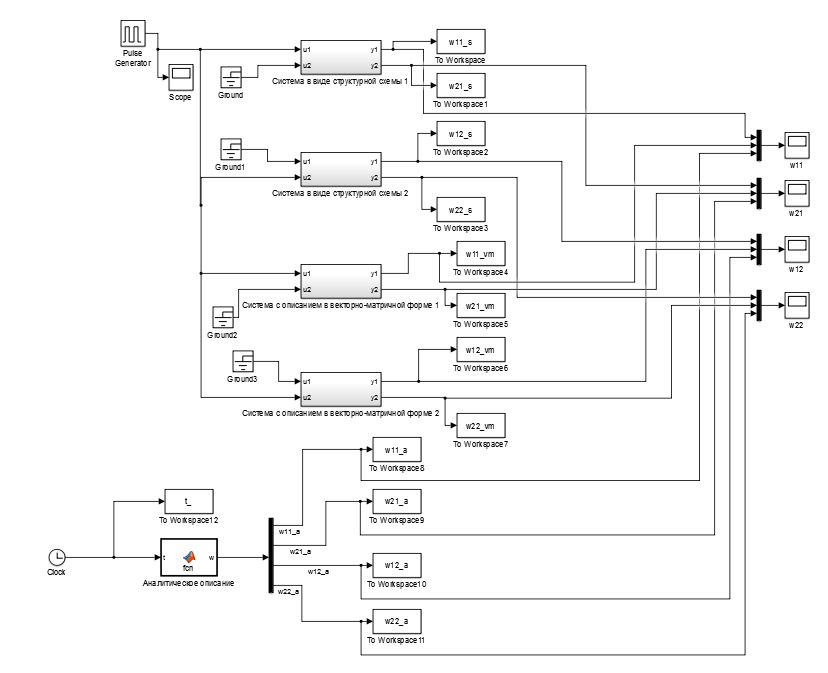 Pulse
Generator
Scope
Ground
u1
u2
y1
y2
Система в виде структурной схемы 1
w11_s
To Workspace
w21_s
To Workspace1
Ground1
u1
u2
y1
y2
Система в виде структурной схемы 2
w12_s
To Workspace2
w22_s
To Workspace3
w11
w21
w12
w22
Ground2
u1
u2
y1
y2
Система с описанием в векторно-матричной форме 1
w11_vm
To Workspace4
w21_vm
To Workspace5
Ground3
u1
u2
y1
y2
Система с описанием в векторно-матричной форме 2
w12_vm
To Workspace6
w22_vm
To Workspace7
w11_a
To Workspace8
w21_a
To Workspace9
w12_a
To Workspace10
w22_a
To Workspace11
t_
To Workspace12
Clock
t
fcn
w
Аналитическое описание
w11_a
w21_a
w12_a
w22_a